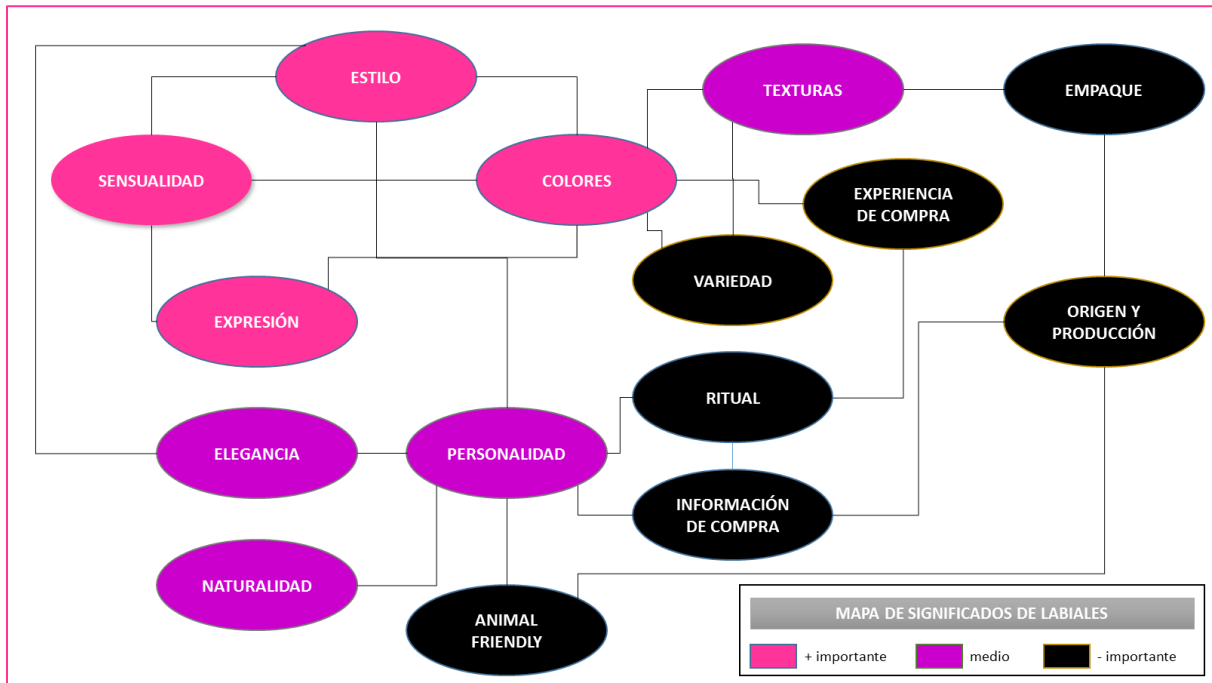 ESTILO
TEXTURAS
EMPAQUE
SENSUALIDAD
COLORES
EXPERIENCIA
DE COMPRA
VARIEDAD
EXPRESIÓN
ORIGEN Y
PRODUCCIÓN
RITUAL
ELEGANCIA
PERSONALIDAD
INFORMACIÓN
DE COMPRA
NATURALIDAD
ANIMAL
FRIENDLY
MAPA DE SIGNIFICADOS DE LABIALES
+ importante
medio
- importante